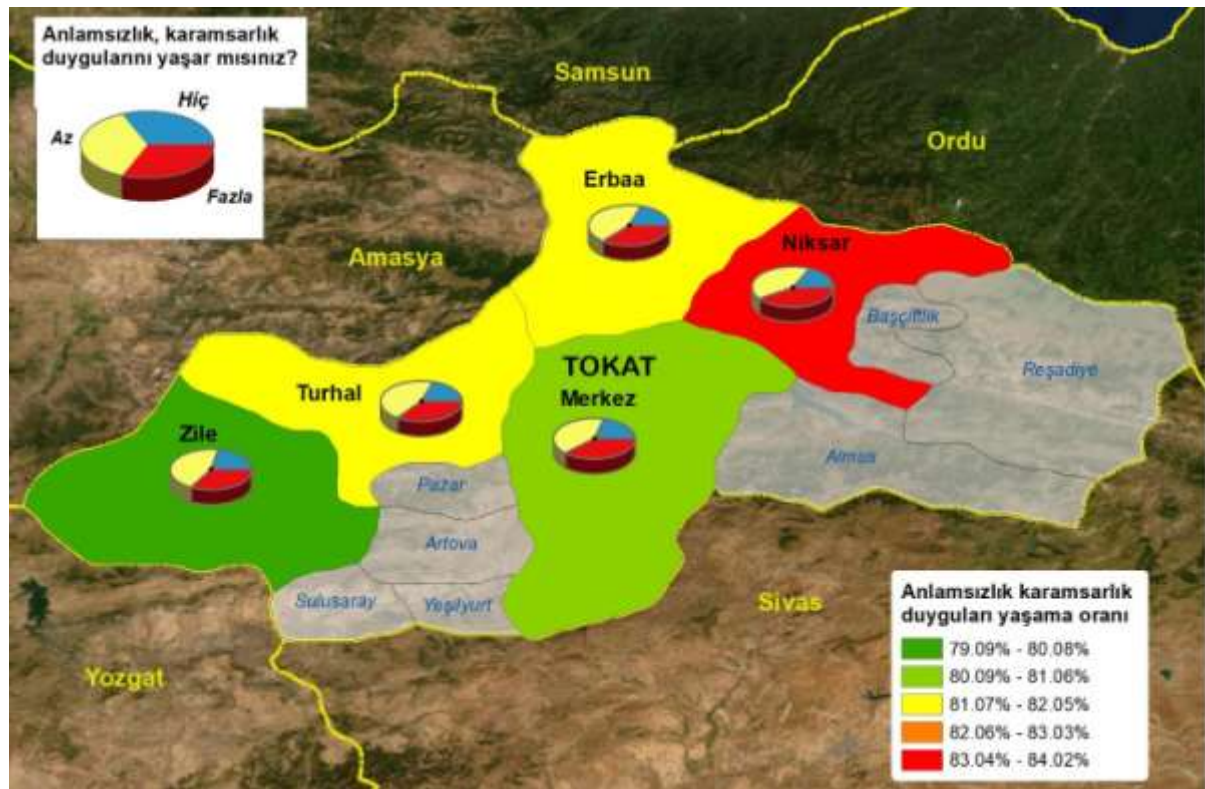 Anlamsızlık, karamsarlık
duygularını yaşar mısınız?
Hiç
Az
Fazla
Samsun
Ordu
Erbaa
Niksar
Amasya
Başçiftlik
Reşadiye
TOKAT
Merkez
Turhal
Zile
Almus
Pazar
Artova
Sulusaray
Yeşilyurt
Sivas
Yozgat
Anlamsızlık karamsarlık
duyguları yaşama oranı
79.09% - 80.08%
80.09% - 81.06%
81.07% - 82.05%
82.06% - 83.03%
83.04% - 84.02%